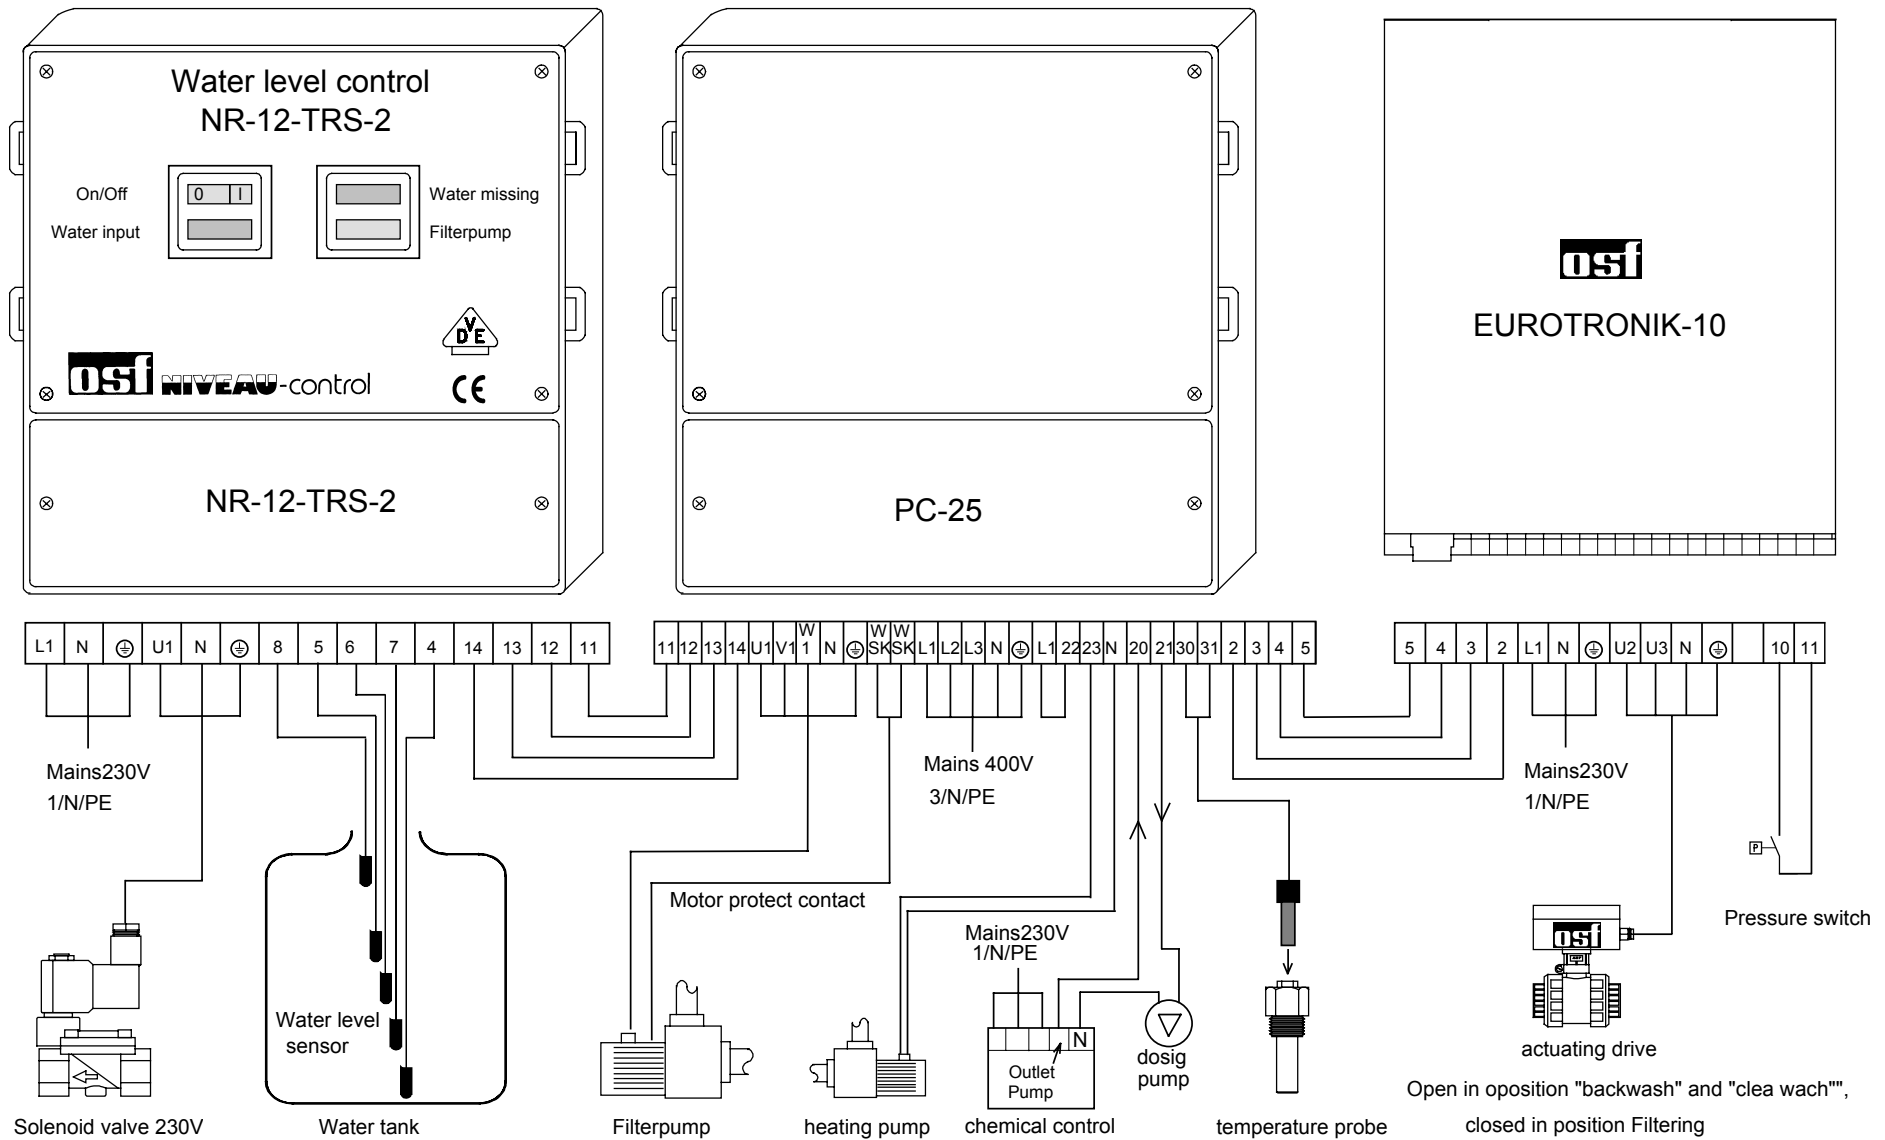 Water level control
NR-12-TRS-2
On/Off
0 I
Water missing
Water input
Filterpump
VDE
osf NIVEAU-control
CE
NR-12-TRS-2
PC-25
osf
EUROTRONIK-10
L1 N U1 N 8 5 6 7 4 14 13 12 11
11 12 13 14 U1 V1 W1 N WSK WSK L1 L2 L3 N L1 22 23 N 20 21 30 31 2 3 4 5
5 4 3 2 L1 N U2 U3 N 10 11
Mains230V
1/N/PE
Mains 400V
3/N/PE
Mains230V
1/N/PE
P
Motor protect contact
Mains230V
1/N/PE
Pressure switch
osf
Water level
sensor
N
Outlet
Pump
dosig
pump
actuating drive
Open in oposition "backwash" and "clea wach"",
closed in position Filtering
Solenoid valve 230V
Water tank
Filterpump
heating pump
chemical control
temperature probe